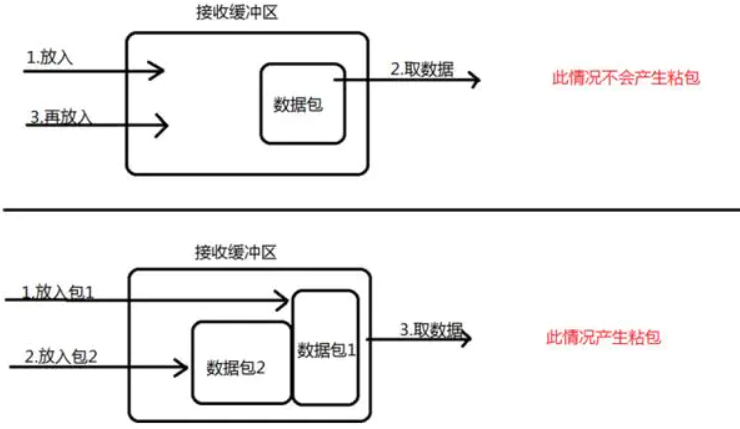 接收缓冲区
1.放入
2.取数据
此情况不会产生粘包
数据包
3.再放入
接收缓冲区
1.放入包1
3.取数据
此情况产生粘包
数据包1
2.放入包2
数据包2